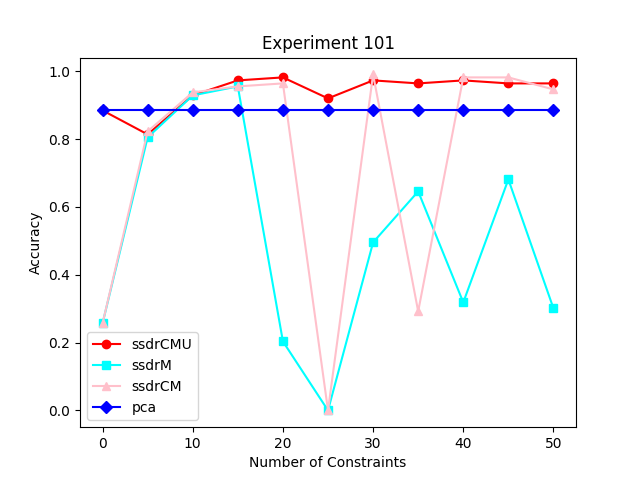 Experiment 101
Accuracy
1.0
0.8
0.6
0.4
0.2
0.0
ssdrCMU
ssdrM
ssdrCM
pca
0 10 20 30 40 50
Number of Constraints